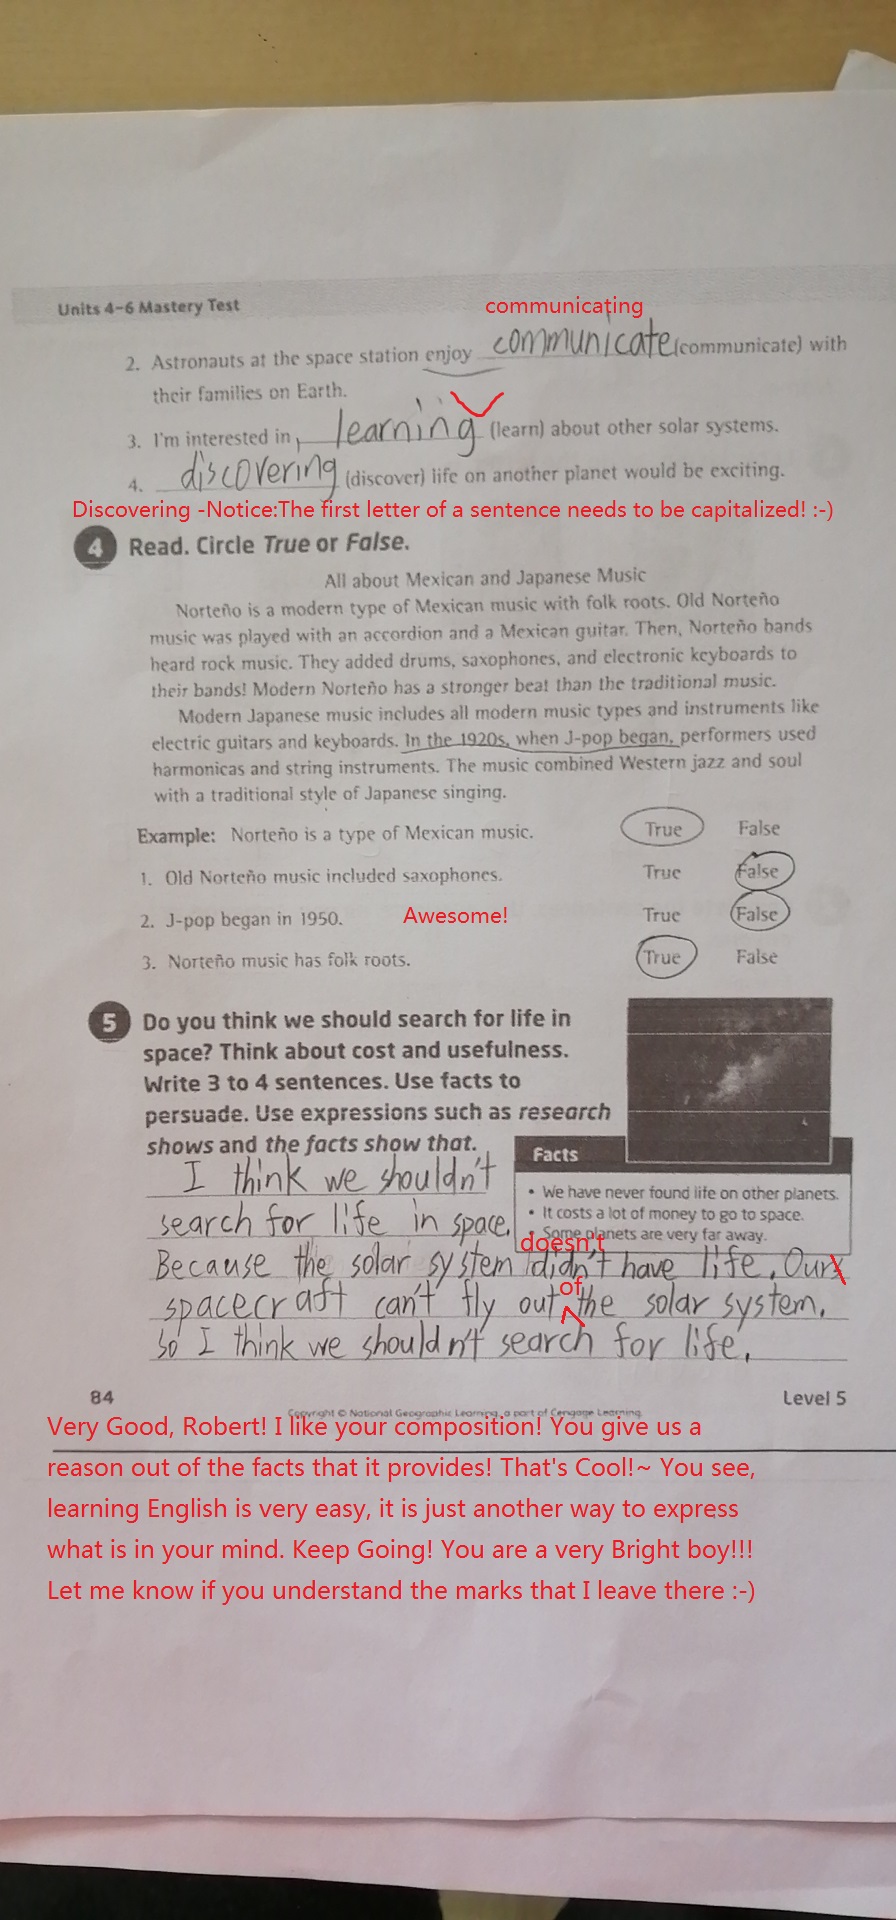 Units 4-6 Mastery Test
communicating
2. Astronauts at the space station enjoy communicate (communicate) with
their families on Earth.
3. I'm interested in learning (learn) about other solar systems.
4. discovering (discover) life on another planet would be exciting.
Discovering -Notice:The first letter of a sentence needs to be capitalized! :-)
4 Read. Circle True or False.
All about Mexican and Japanese Music
Norteño is a modern type of Mexican music with folk roots. Old Norteño
music was played with an accordion and a Mexican guitar. Then, Norteño bands
heard rock music. They added drums, saxophones, and electronic keyboards to
their bands! Modern Norteño has a stronger beat than the traditional music.
Modern Japanese music includes all modern music types and instruments like
electric guitars and keyboards. In the 1920s, when J-pop began, performers used
harmonicas and string instruments. The music combined Western jazz and soul
with a traditional style of Japanese singing.
Example: Norteño is a type of Mexican music. True False
1. Old Norteño music included saxophones. True False
2. J-pop began in 1950. Awesome! True False
3. Norteño music has folk roots. True False
5 Do you think we should search for life in
space? Think about cost and usefulness.
Write 3 to 4 sentences. Use facts to
persuade. Use expressions such as research
shows and the facts show that.
Facts
• We have never found life on other planets.
• It costs a lot of money to go to space.
• Some planets are very far away.
I think we shouldn't
search for life in space.
doesn't
Because the solar system didn't have life. Ours
of
spacecraft can't fly out the solar system.
So I think we shouldn't search for life.
84 Level 5
Copyright © National Geographic Learning, a part of Cengage Learning
Very Good, Robert! I like your composition! You give us a
reason out of the facts that it provides! That's Cool!~ You see,
learning English is very easy, it is just another way to express
what is in your mind. Keep Going! You are a very Bright boy!!!
Let me know if you understand the marks that I leave there :-)